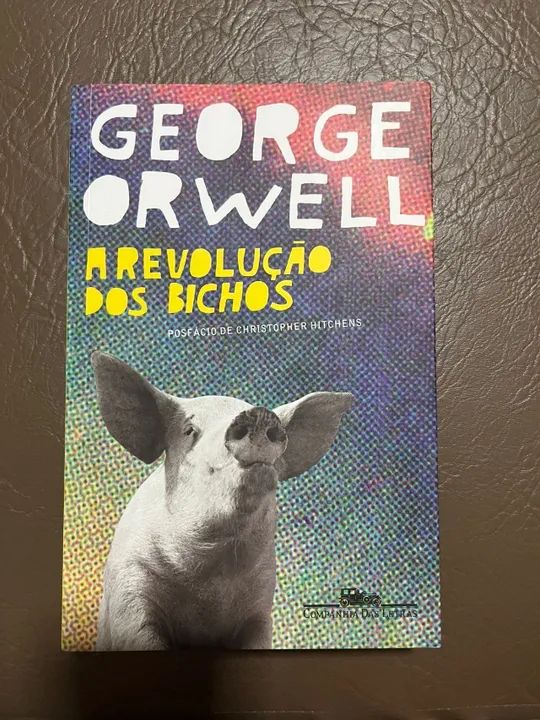 GEORGE
ORWELL
A REVOLUÇÃO
DOS BICHOS
POSFÁCIO DE CHRISTOPHER HITCHENS
COMPANHIA DAS LETRAS